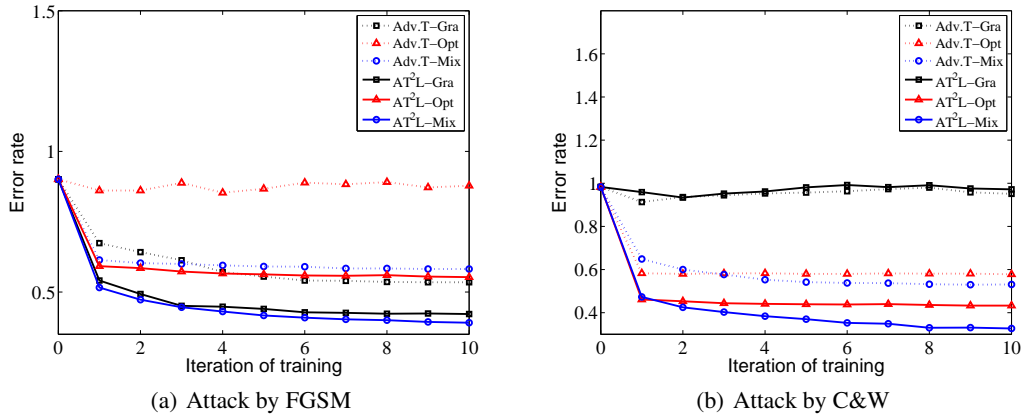 1.5
1
0.5
Error rate
0 2 4 6 8 10
Iteration of training
Adv.T−Gra
Adv.T−Opt
Adv.T−Mix
AT²L−Gra
AT²L−Opt
AT²L−Mix
(a) Attack by FGSM
1.6
1.4
1.2
1
0.8
0.6
0.4
Error rate
0 2 4 6 8 10
Iteration of training
Adv.T−Gra
Adv.T−Opt
Adv.T−Mix
AT²L−Gra
AT²L−Opt
AT²L−Mix
(b) Attack by C&W